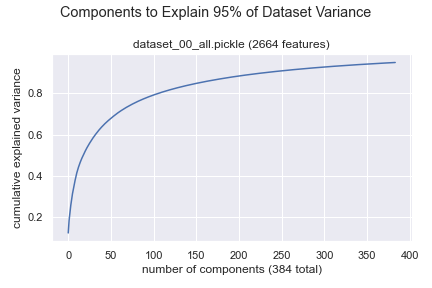 Components to Explain 95% of Dataset Variance
dataset_00_all.pickle (2664 features)
cumulative explained variance
0.8
0.6
0.4
0.2
0 50 100 150 200 250 300 350 400
number of components (384 total)